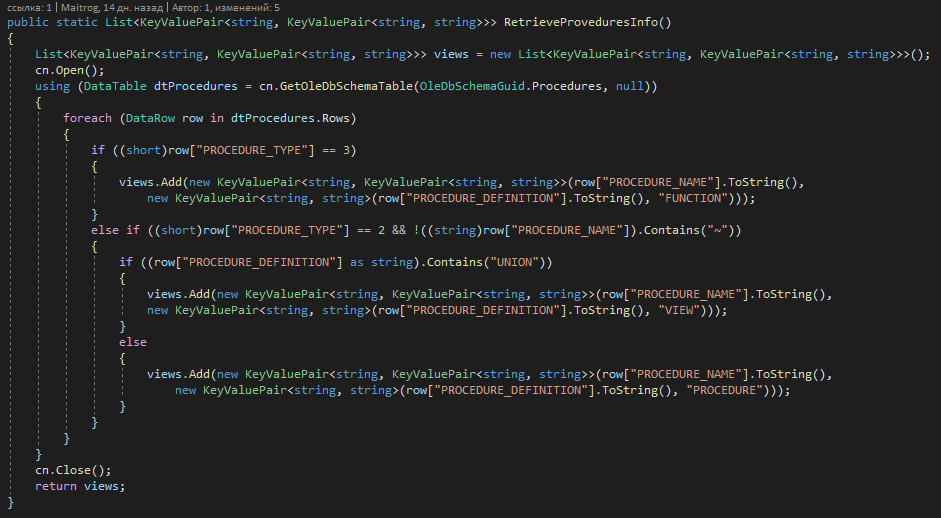 ссылка: 1 | Maitrog, 14 дн. назад | Автор: 1, изменений: 5
public static List<KeyValuePair<string, KeyValuePair<string, string>>> RetrieveProveduresInfo()
{
List<KeyValuePair<string, KeyValuePair<string, string>>> views = new List<KeyValuePair<string, KeyValuePair<string, string>>>();
cn.Open();
using (DataTable dtProcedures = cn.GetOleDbSchemaTable(OleDbSchemaGuid.Procedures, null))
{
foreach (DataRow row in dtProcedures.Rows)
{
if ((short)row["PROCEDURE_TYPE"] == 3)
{
views.Add(new KeyValuePair<string, KeyValuePair<string, string>>(row["PROCEDURE_NAME"].ToString(),
new KeyValuePair<string, string>(row["PROCEDURE_DEFINITION"].ToString(), "FUNCTION")));
}
else if ((short)row["PROCEDURE_TYPE"] == 2 && !((string)row["PROCEDURE_NAME"]).Contains("~"))
{
if ((row["PROCEDURE_DEFINITION"] as string).Contains("UNION"))
{
views.Add(new KeyValuePair<string, KeyValuePair<string, string>>(row["PROCEDURE_NAME"].ToString(),
new KeyValuePair<string, string>(row["PROCEDURE_DEFINITION"].ToString(), "VIEW")));
}
else
{
views.Add(new KeyValuePair<string, KeyValuePair<string, string>>(row["PROCEDURE_NAME"].ToString(),
new KeyValuePair<string, string>(row["PROCEDURE_DEFINITION"].ToString(), "PROCEDURE")));
}
}
}
}
cn.Close();
return views;
}